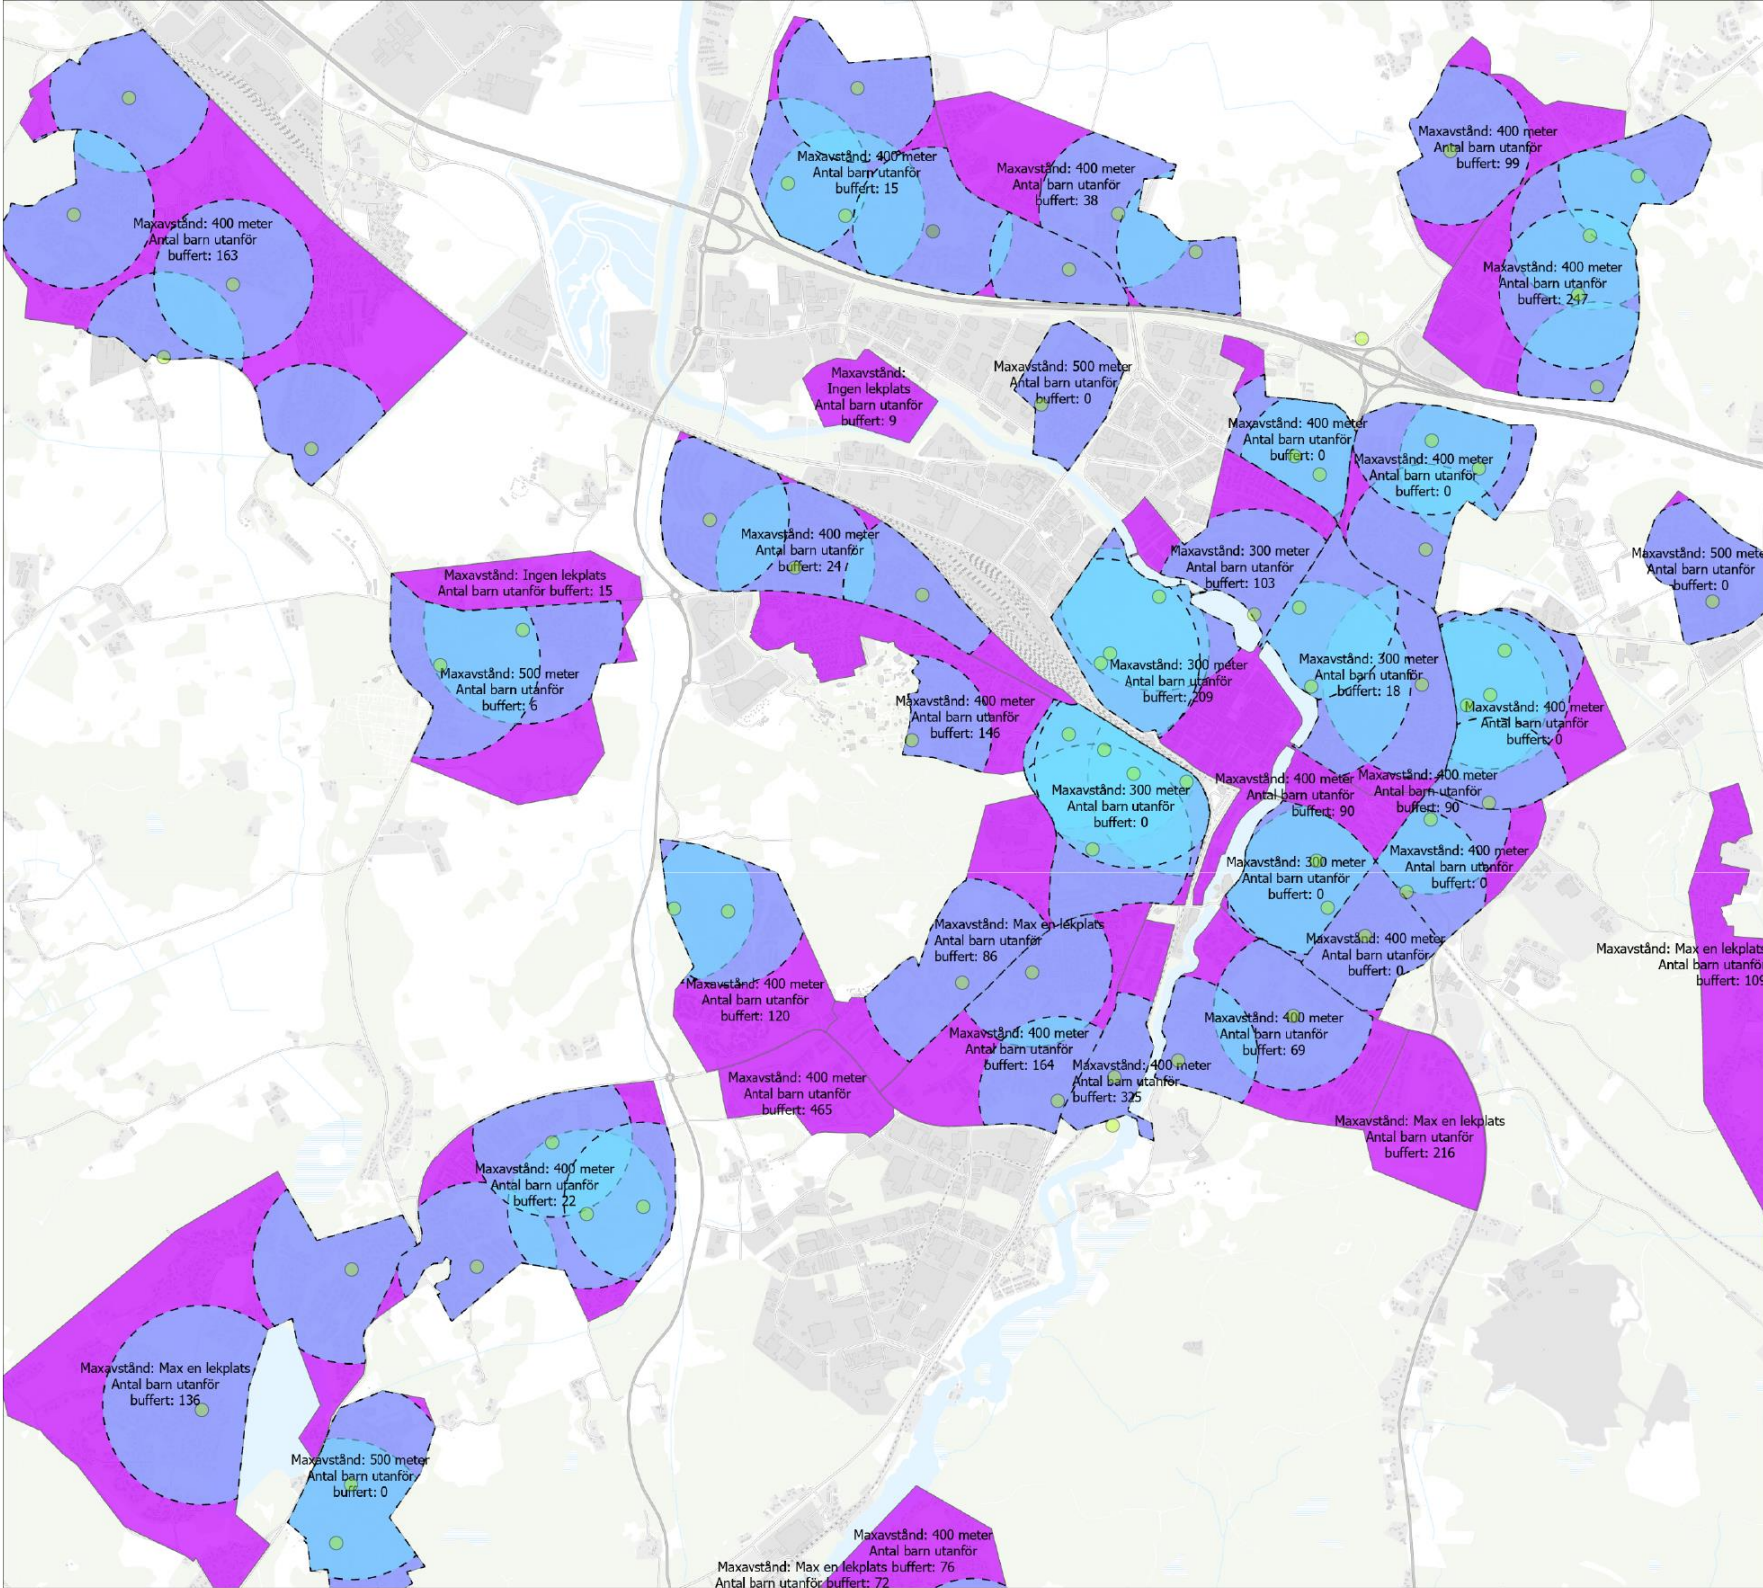 Maxavstånd: 400 meter
Antal barn utanför
buffert: 15
Maxavstånd: 400 meter
Antal barn utanför
buffert: 38
Maxavstånd: 400 meter
Antal barn utanför
buffert: 99
Maxavstånd: 400 meter
Antal barn utanför
buffert: 163
Maxavstånd: 400 meter
Antal barn utanför
buffert: 247
Maxavstånd:
Ingen lekplats
Antal barn utanför
buffert: 9
Maxavstånd: 500 meter
Antal barn utanför
buffert: 0
Maxavstånd: 400 meter
Antal barn utanför
buffert: 0
Maxavstånd: 400 meter
Antal barn utanför
buffert: 0
Maxavstånd: 400 meter
Antal barn utanför
buffert: 24
Maxavstånd: 300 meter
Antal barn utanför
buffert: 103
Maxavstånd: 500 mete
Antal barn utanför
buffert: 0
Maxavstånd: Ingen lekplats
Antal barn utanför buffert: 15
Maxavstånd: 500 meter
Antal barn utanför
buffert: 6
Maxavstånd: 300 meter
Antal barn utanför
buffert: 209
Maxavstånd: 300 meter
Antal barn utanför
buffert: 18
Maxavstånd: 400 meter
Antal barn utanför
buffert: 146
Maxavstånd: 400 meter
Antal barn utanför
buffert: 0
Maxavstånd: 300 meter
Antal barn utanför
buffert: 0
Maxavstånd: 400 meter
Antal barn utanför
buffert: 90
Maxavstånd: 400 meter
Antal barn utanför
buffert: 90
Maxavstånd: 300 meter
Antal barn utanför
buffert: 0
Maxavstånd: 400 meter
Antal barn utanför
buffert: 0
Maxavstånd: Max en lekplats
Antal barn utanför
buffert: 86
Maxavstånd: 400 meter
Antal barn utanför
buffert: 0
Maxavstånd: Max en lekplats
Antal barn utanfö
buffert: 109
Maxavstånd: 400 meter
Antal barn utanför
buffert: 120
Maxavstånd: 400 meter
Antal barn utanför
buffert: 164
Maxavstånd: 400 meter
Antal barn utanför
buffert: 69
Maxavstånd: 400 meter
Antal barn utanför
buffert: 465
Maxavstånd: 400 meter
Antal barn utanför
buffert: 325
Maxavstånd: Max en lekplats
Antal barn utanför
buffert: 216
Maxavstånd: 400 meter
Antal barn utanför
buffert: 22
Maxavstånd: Max en lekplats
Antal barn utanför
buffert: 136
Maxavstånd: 500 meter
Antal barn utanför
buffert: 0
Maxavstånd: 400 meter
Antal barn utanför
buffert: 76
Maxavstånd: Max en lekplats
Antal barn utanför buffert: 72